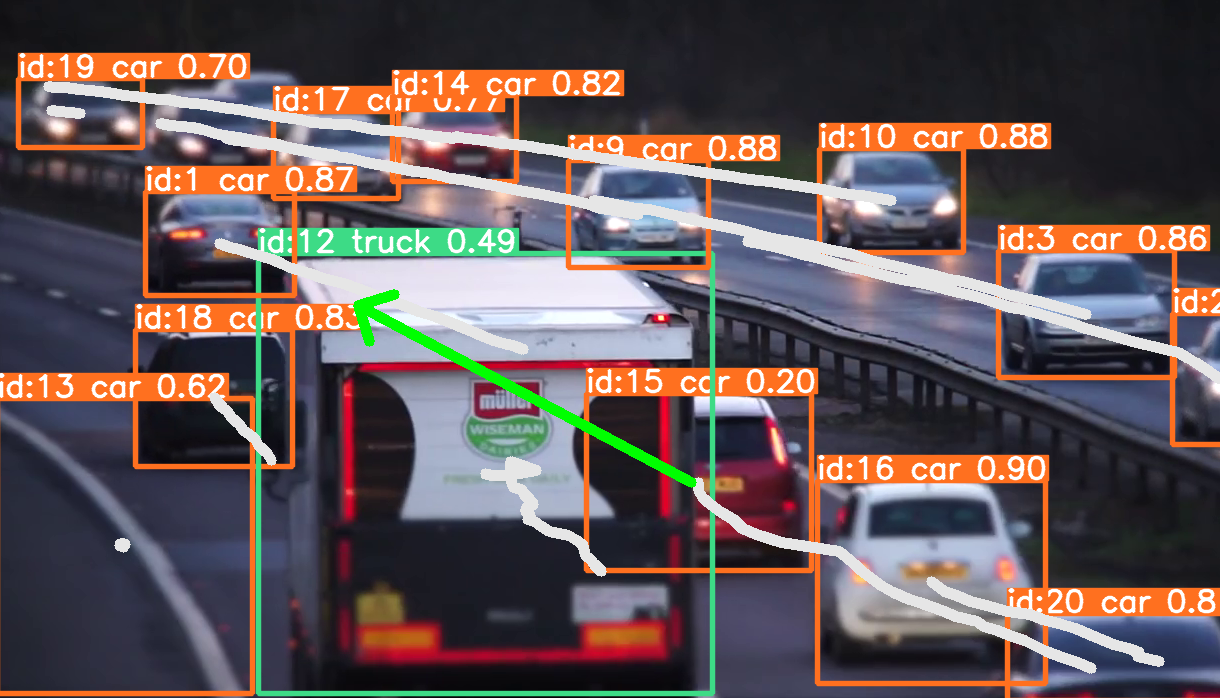 id:19 car 0.70
id:14 car 0.82
id:17 car 0.77
id:10 car 0.88
id:9 car 0.88
id:1 car 0.87
id:12 truck 0.49
id:3 car 0.86
id:2
id:18 car 0.83
id:13 car 0.62
id:15 car 0.20
müller
WISEMAN
DAIRIES
id:16 car 0.90
id:20 car 0.8